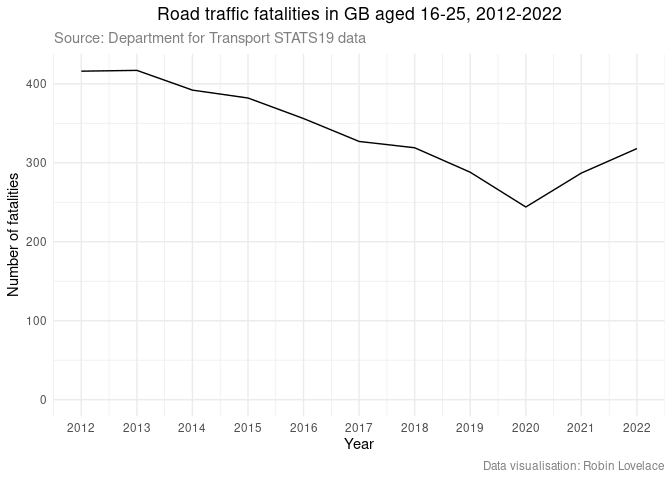 Road traffic fatalities in GB aged 16-25, 2012-2022
Source: Department for Transport STATS19 data
Number of fatalities
400
300
200
100
0
2012 2013 2014 2015 2016 2017 2018 2019 2020 2021 2022
Year
Data visualisation: Robin Lovelace